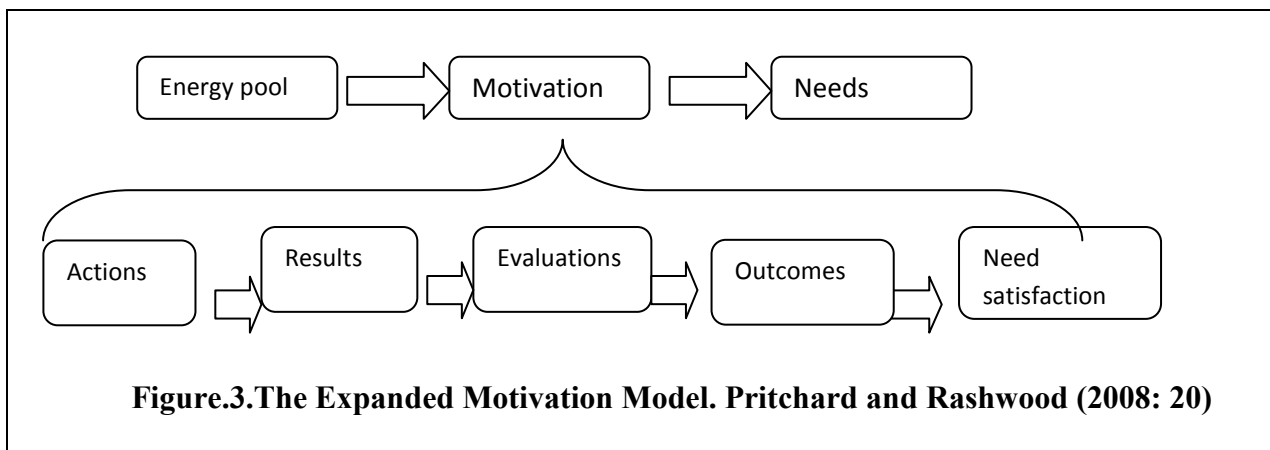 Energy pool
Motivation
Needs
Actions
Results
Evaluations
Outcomes
Need
satisfaction
Figure.3.The Expanded Motivation Model. Pritchard and Rashwood (2008: 20)